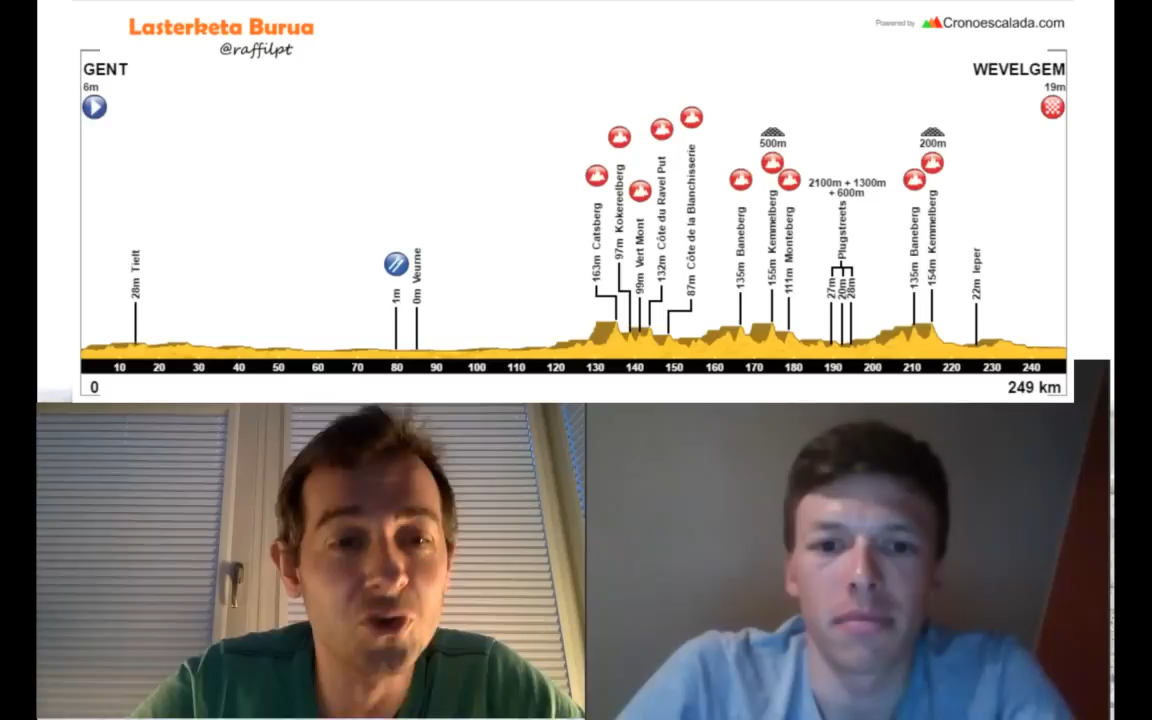 Lasterketa Burua
@raffilpt
Powered by Cronoescalada.com
GENT
6m
WEVELGEM
19m
28m Tielt
1m
0m Veurne
163m Catsberg
97m Kokereelberg
99m Vert Mont
132m Côte du Ravel Put
87m Côte de la Blanchisserie
135m Baneberg
500m
155m Kemmelberg
111m Monteberg
2100m + 1300m
+ 600m
Plugstreets
27m
20m
28m
135m Baneberg
200m
154m Kemmelberg
22m Ieper
10 20 30 40 50 60 70 80 90 100 110 120 130 140 150 160 170 180 190 200 210 220 230 240
0
249 km